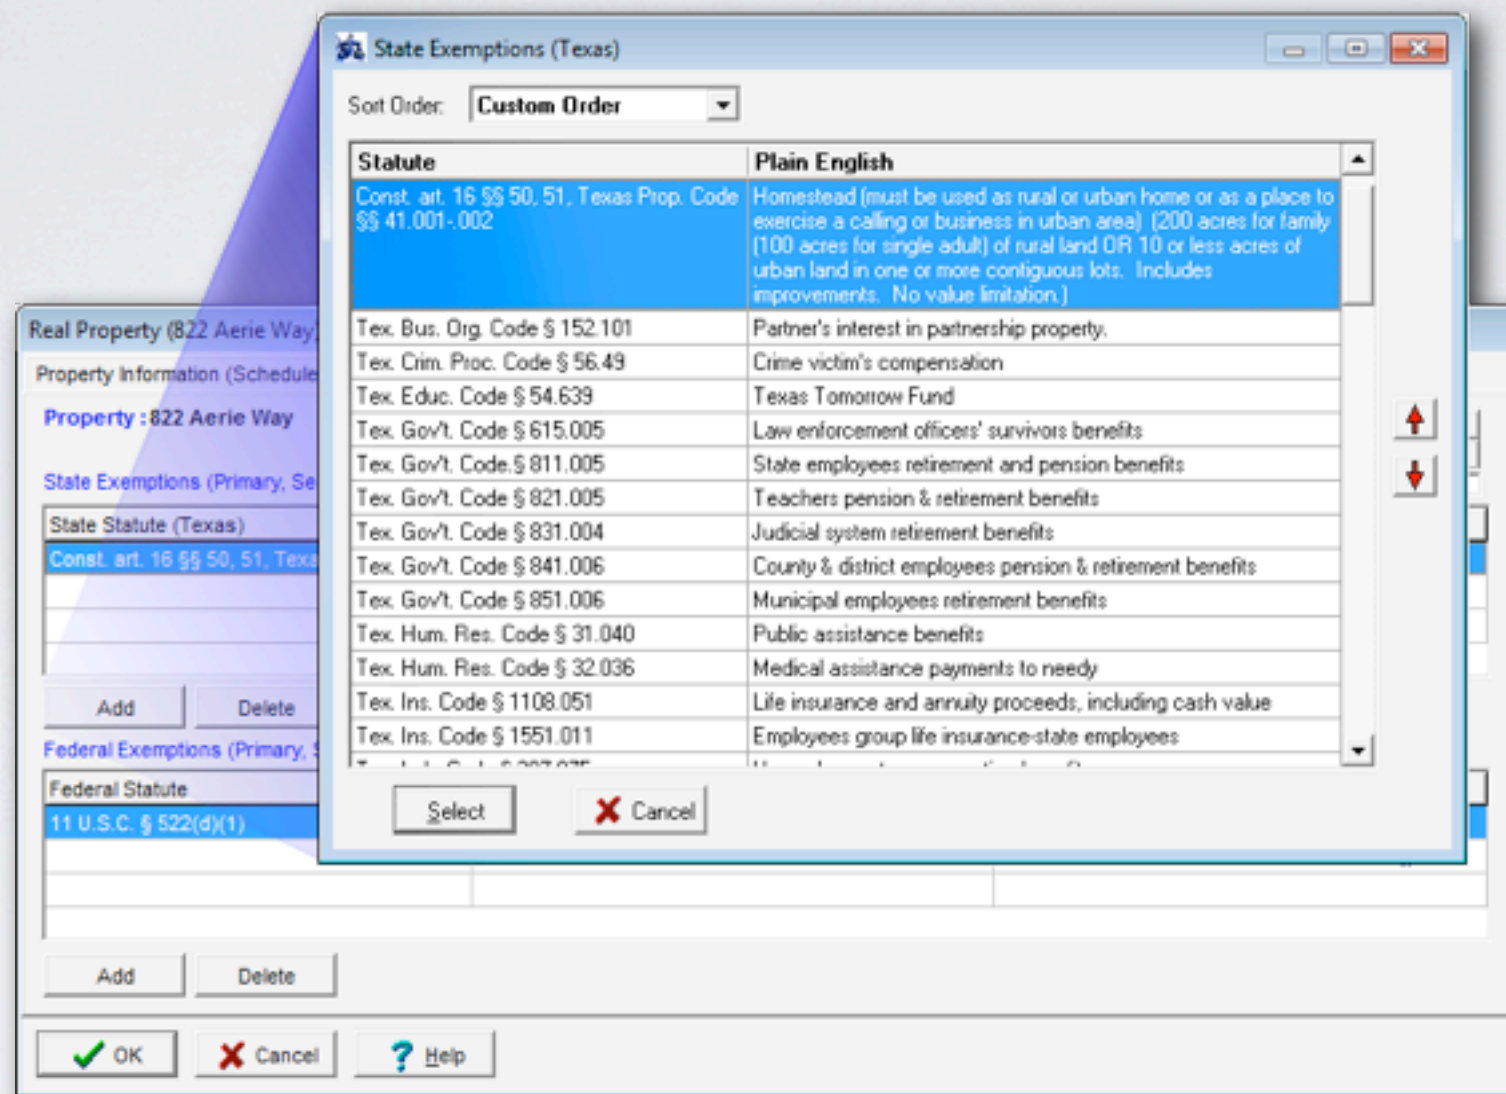 State Exemptions (Texas)
Sort Order: Custom Order
Statute Plain English
Const. art. 16 §§ 50, 51, Texas Prop. Code Homestead (must be used as rural or urban home or as a place to
§§ 41.001-.002 exercise a calling or business in urban area) (200 acres for family
(100 acres for single adult) of rural land OR 10 or less acres of
urban land in one or more contiguous lots. Includes
improvements. No value limitation.)
Tex. Bus. Org. Code § 152.101 Partner's interest in partnership property.
Tex. Crim. Proc. Code § 56.49 Crime victim's compensation
Tex. Educ. Code § 54.639 Texas Tomorrow Fund
Tex. Gov't. Code § 615.005 Law enforcement officers' survivors benefits
Tex. Gov't. Code.§ 811.005 State employees retirement and pension benefits
Tex. Gov't. Code § 821.005 Teachers pension & retirement benefits
Tex. Gov't. Code § 831.004 Judicial system retirement benefits
Tex. Gov't. Code § 841.006 County & district employees pension & retirement benefits
Tex. Gov't. Code § 851.006 Municipal employees retirement benefits
Tex. Hum. Res. Code § 31.040 Public assistance benefits
Tex. Hum. Res. Code § 32.036 Medical assistance payments to needy
Tex. Ins. Code § 1108.051 Life insurance and annuity proceeds, including cash value
Tex. Ins. Code § 1551.011 Employees group life insurance-state employees
Select Cancel
Real Property (822 Aerie Way)
Property Information (Schedule
Property : 822 Aerie Way
State Exemptions (Primary, Se
State Statute (Texas)
Const. art. 16 §§ 50, 51, Texa
Add Delete
Federal Exemptions (Primary, S
Federal Statute
11 U.S.C. § 522(d)(1)
Add Delete
OK Cancel Help